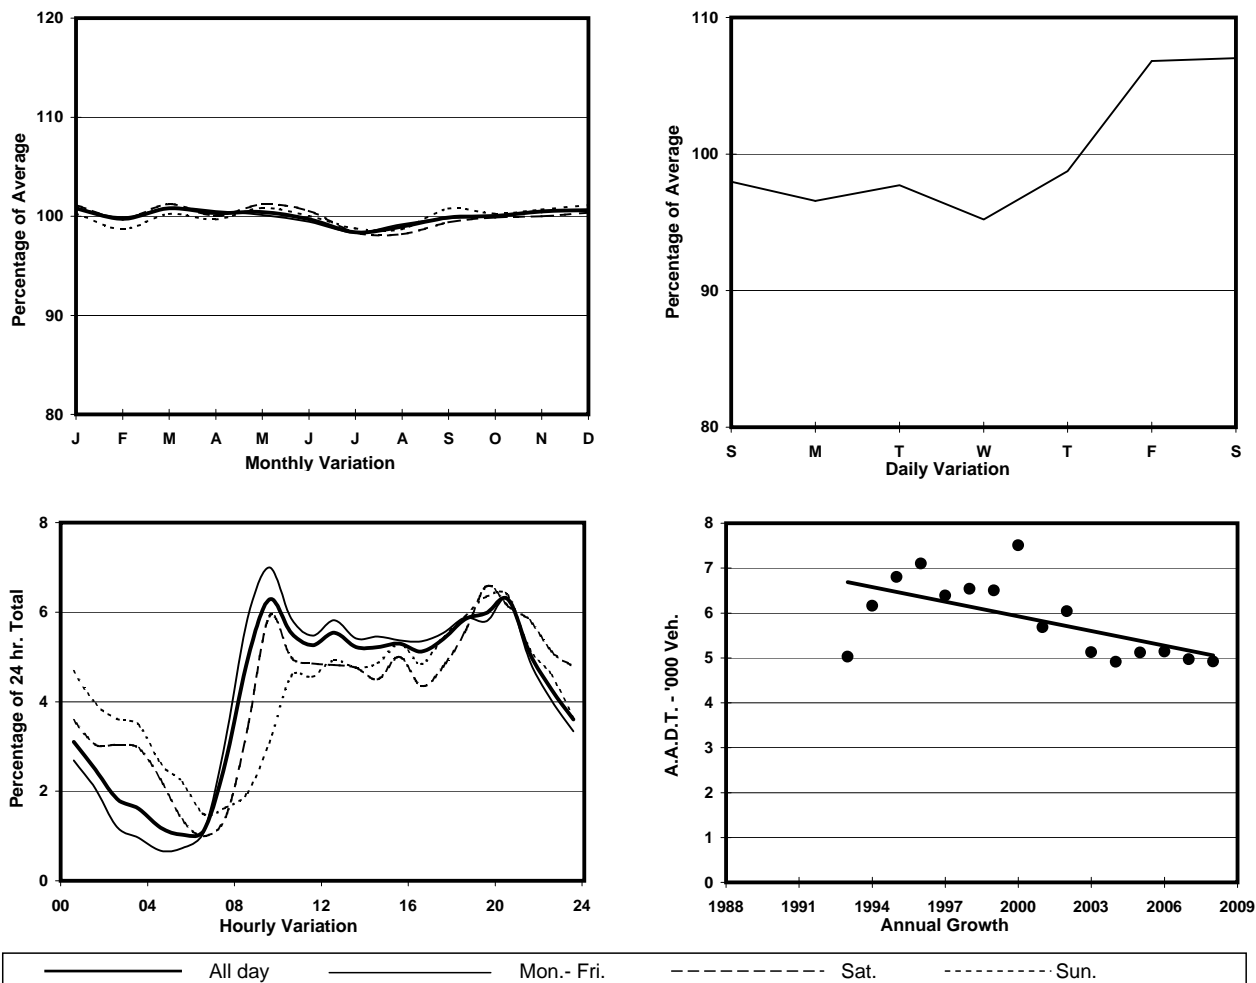 120
110
100
90
80
Percentage of Average
J F M A M J J A S O N D
Monthly Variation
110
100
90
80
Percentage of Average
S M T W T F S
Daily Variation
8
6
4
2
0
Percentage of 24 hr. Total
00 04 08 12 16 20 24
Hourly Variation
8
7
6
5
4
3
2
1
0
A.A.D.T. - '000 Veh.
1988 1991 1994 1997 2000 2003 2006 2009
Annual Growth
All day Mon.- Fri. Sat. Sun.